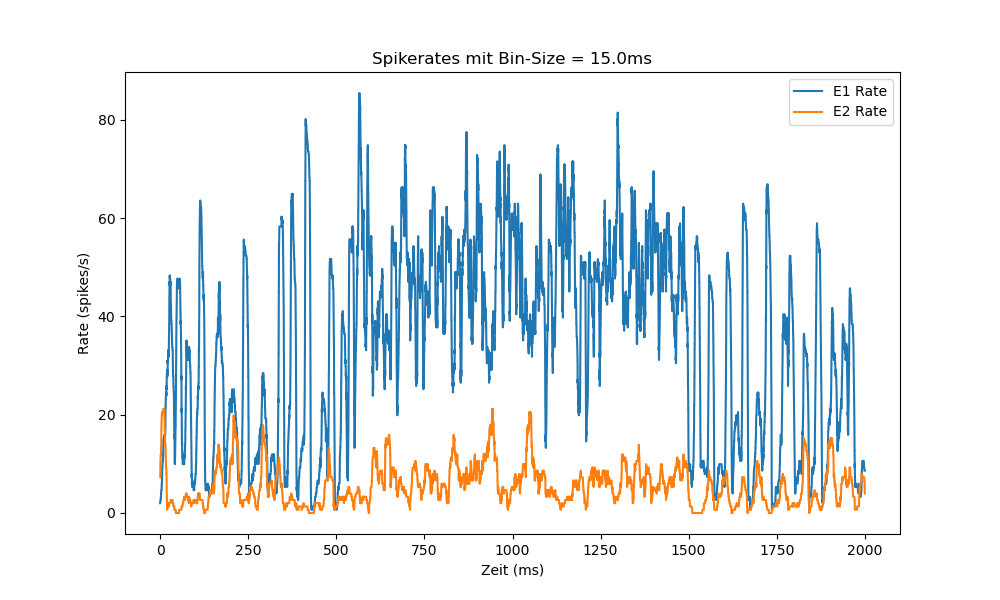 Spikerates mit Bin-Size = 15.0ms
E1 Rate
E2 Rate
80
60
40
20
0
Rate (spikes/s)
0 250 500 750 1000 1250 1500 1750 2000
Zeit (ms)